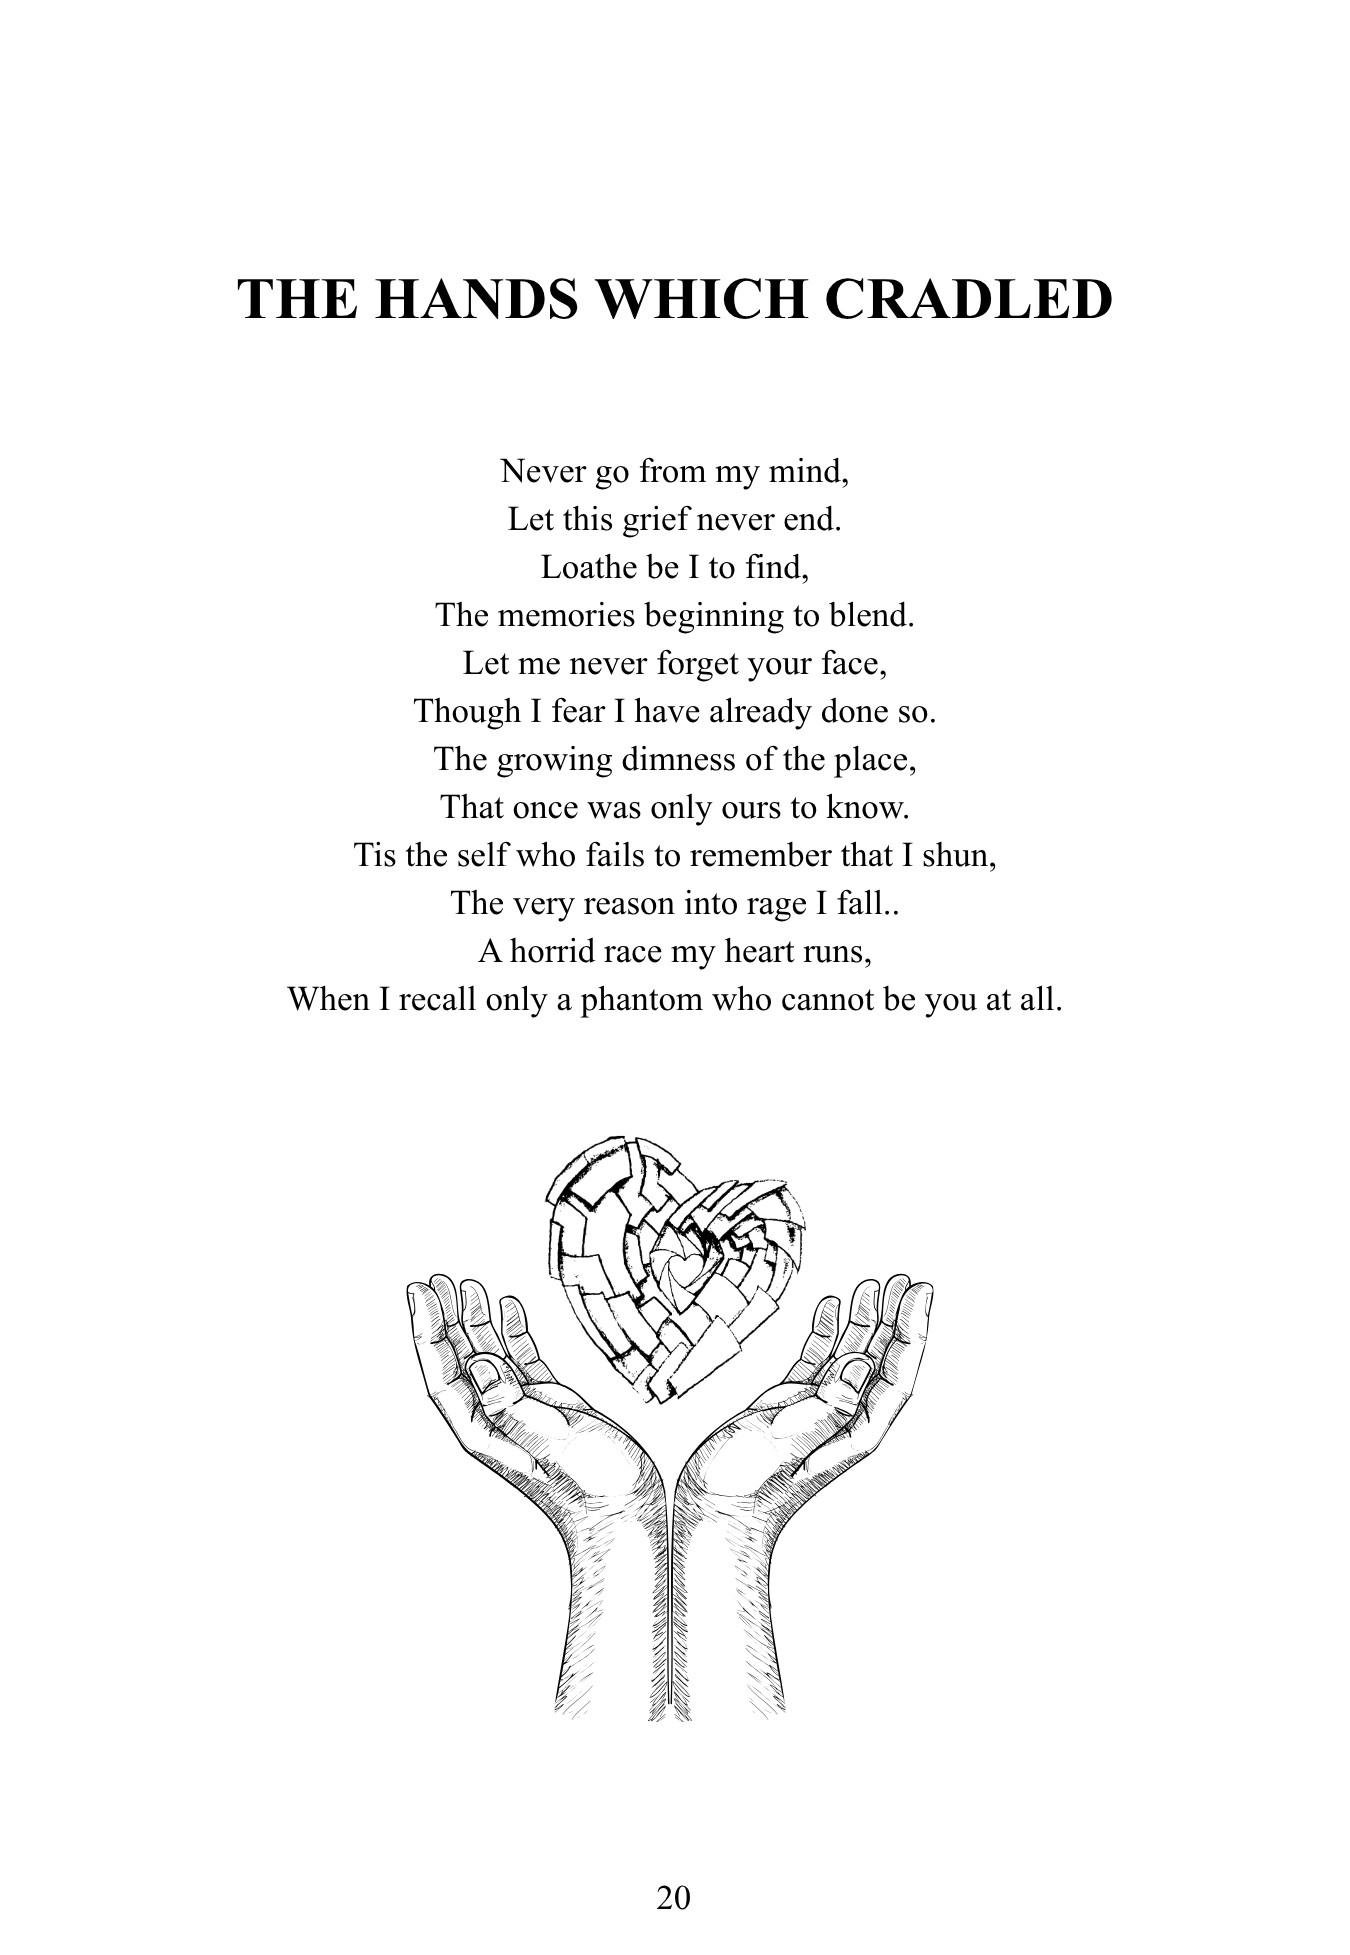 THE HANDS WHICH CRADLED
Never go from my mind,
Let this grief never end.
Loathe be I to find,
The memories beginning to blend.
Let me never forget your face,
Though I fear I have already done so.
The growing dimness of the place,
That once was only ours to know.
Tis the self who fails to remember that I shun,
The very reason into rage I fall..
A horrid race my heart runs,
When I recall only a phantom who cannot be you at all.
20